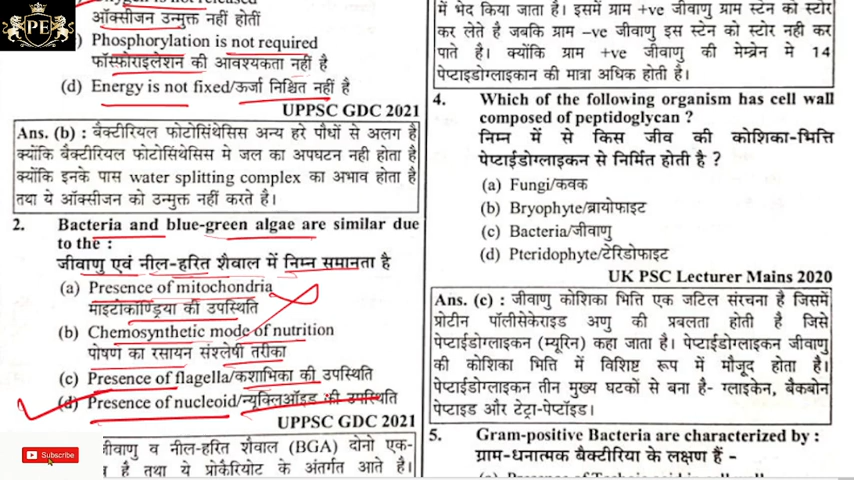 PE
ऑक्सीजन उन्मुक्त नहीं होतीं
Phosphorylation is not required
फॉस्फोराइलेशन की आवश्यकता नहीं है
(d) Energy is not fixed/ऊर्जा निश्चित नहीं है
UPPSC GDC 2021
Ans. (b) : बैक्टीरियल फोटोसिंथेसिस अन्य हरे पौधों से अलग है
क्योंकि बैक्टीरियल फोटोसिंथेसिस मे जल का अपघटन नही होता है
क्योंकि इनके पास water splitting complex का अभाव होता है
तथा ये ऑक्सीजन को उन्मुक्त नहीं करते है।
2. Bacteria and blue-green algae are similar due
to the :
जीवाणु एवं नील-हरित शैवाल में निम्न समानता है
(a) Presence of mitochondria
माइटोकॉण्ड्रिया की उपस्थिति
(b) Chemosynthetic mode of nutrition
पोषण का रसायन संश्लेषी तरीका
(c) Presence of flagella/कशाभिका की उपस्थिति
(d) Presence of nucleoid/न्यूक्लिऑइड की उपस्थिति
UPPSC GDC 2021
जीवाणु व नील-हरित शैवाल (BGA) दोनो एक-
है तथा ये प्रोकैरियोट के अंतर्गत आते है।
Subscribe
में भेद किया जाता है। इसमें ग्राम +ve जीवाणु ग्राम स्टेन को स्टोर
कर लेते है जबकि ग्राम –ve जीवाणु इस स्टेन को स्टोर नही कर
पाते है। क्योंकि ग्राम +ve जीवाणु की मेम्ब्रेन मे 14
पेप्टाइडोग्लाइकान की मात्रा अधिक होती है।
4. Which of the following organism has cell wall
composed of peptidoglycan ?
निम्न में से किस जीव की कोशिका-भित्ति
पेप्टाईडोग्लाइकन से निर्मित होती है ?
(a) Fungi/कवक
(b) Bryophyte/ब्रायोफाइट
(c) Bacteria/जीवाणु
(d) Pteridophyte/टेरिडोफाइट
UK PSC Lecturer Mains 2020
Ans. (c) : जीवाणु कोशिका भित्ति एक जटिल संरचना है जिसमें
प्रोटीन पॉलीसेकेराइड अणु की प्रबलता होती है जिसे
पेप्टाईडोग्लाइकन (म्यूरिन) कहा जाता है। पेप्टाईडोग्लाइकन जीवाणु
की कोशिका भित्ति में विशिष्ट रूप में मौजूद होता है।
पेप्टाईडोग्लाइकन तीन मुख्य घटकों से बना है- ग्लाइकेन, बैकबोन
पेप्टाइड और टेट्रा-पेप्टॉइड।
5. Gram-positive Bacteria are characterized by :
ग्राम-धनात्मक बैक्टीरिया के लक्षण हैं -